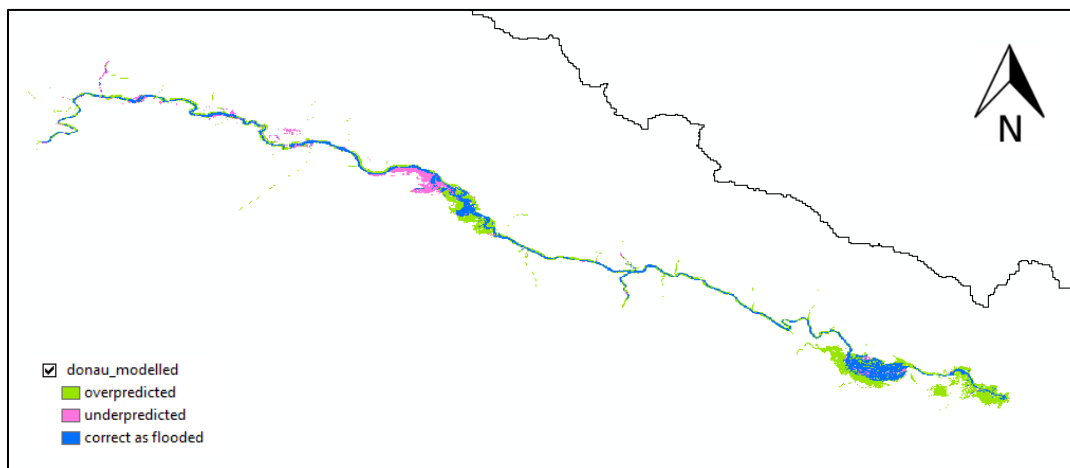 N
donau_modelled
overpredicted
underpredicted
correct as flooded